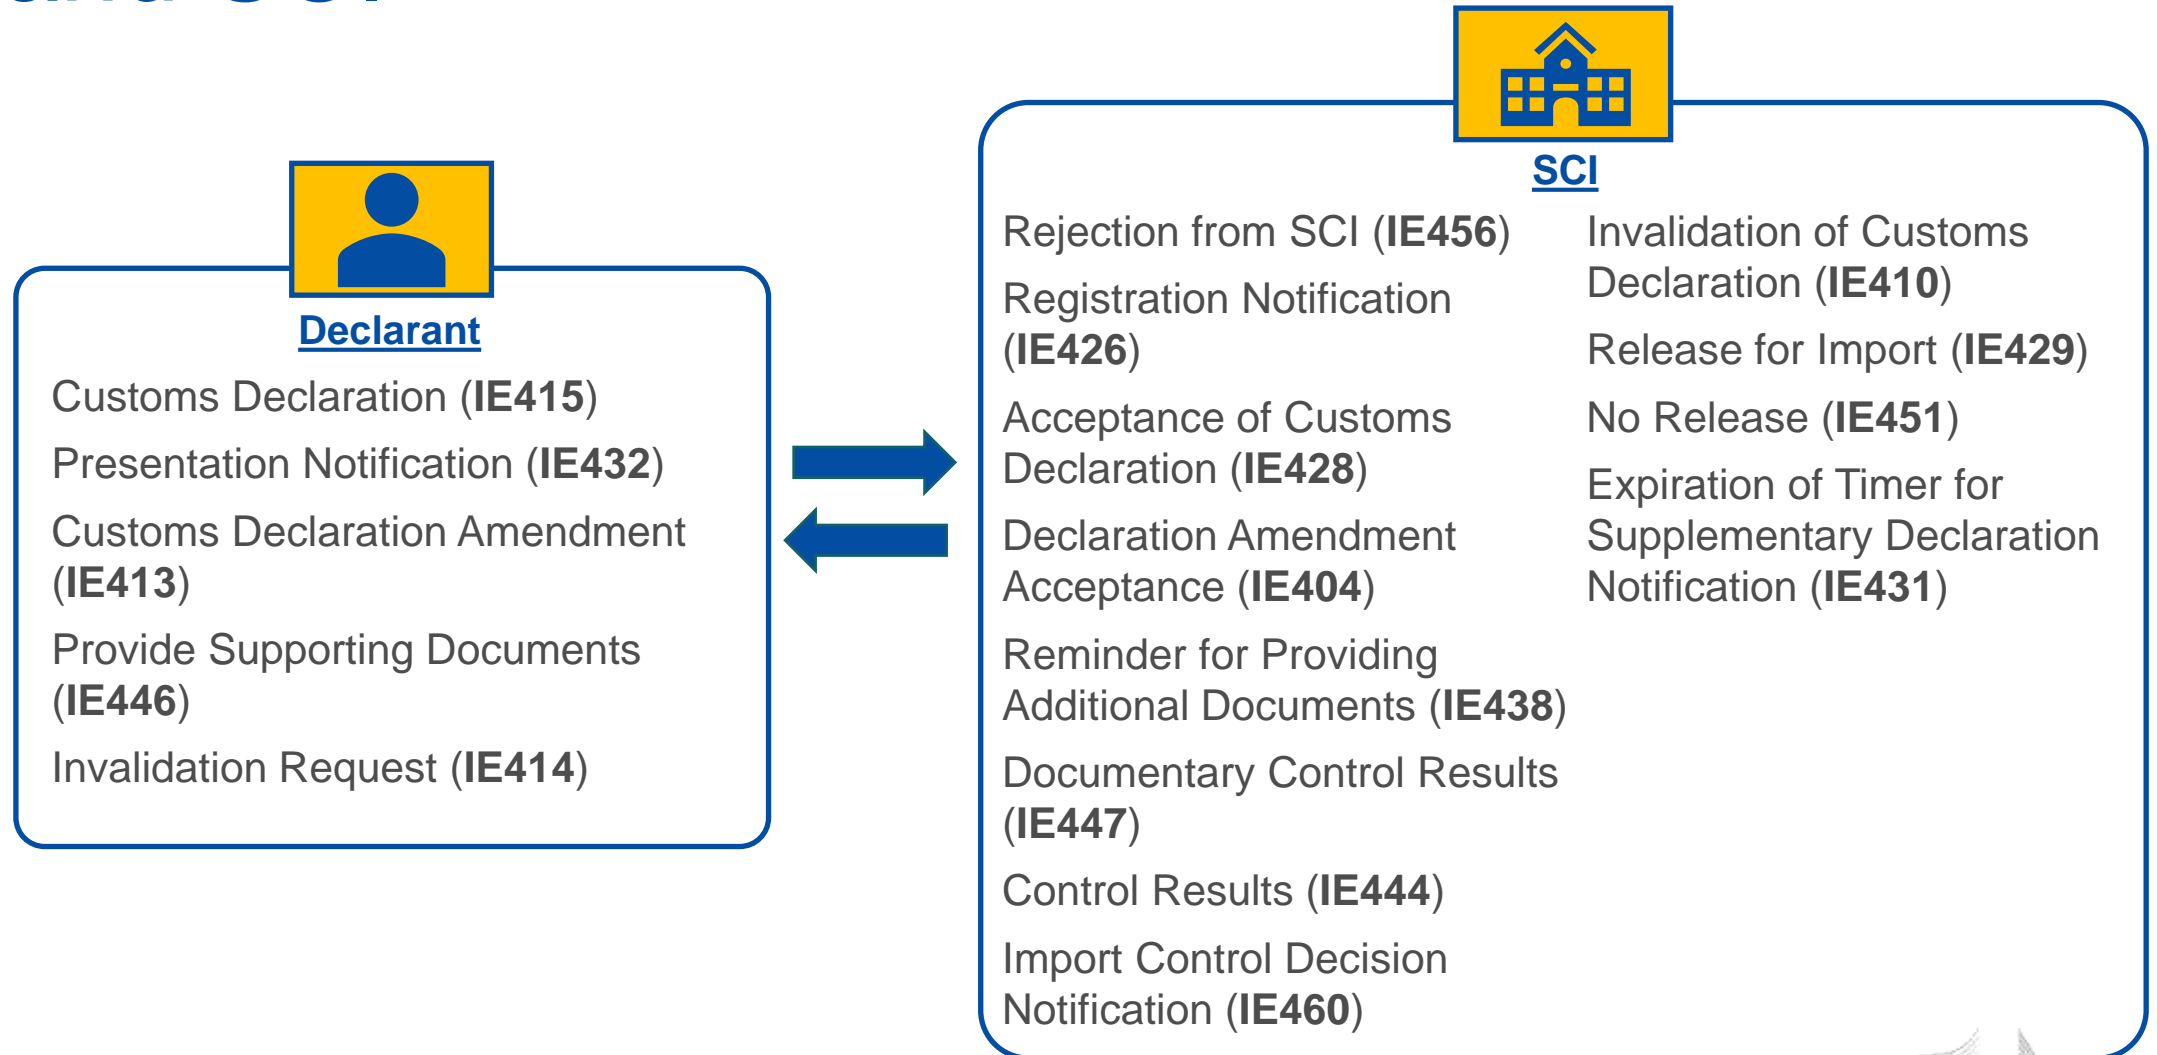 and SCI
Declarant
Customs Declaration (IE415)
Presentation Notification (IE432)
Customs Declaration Amendment
(IE413)
Provide Supporting Documents
(IE446)
Invalidation Request (IE414)
SCI
Rejection from SCI (IE456)
Registration Notification
(IE426)
Acceptance of Customs
Declaration (IE428)
Declaration Amendment
Acceptance (IE404)
Reminder for Providing
Additional Documents (IE438)
Documentary Control Results
(IE447)
Control Results (IE444)
Import Control Decision
Notification (IE460)
Invalidation of Customs
Declaration (IE410)
Release for Import (IE429)
No Release (IE451)
Expiration of Timer for
Supplementary Declaration
Notification (IE431)